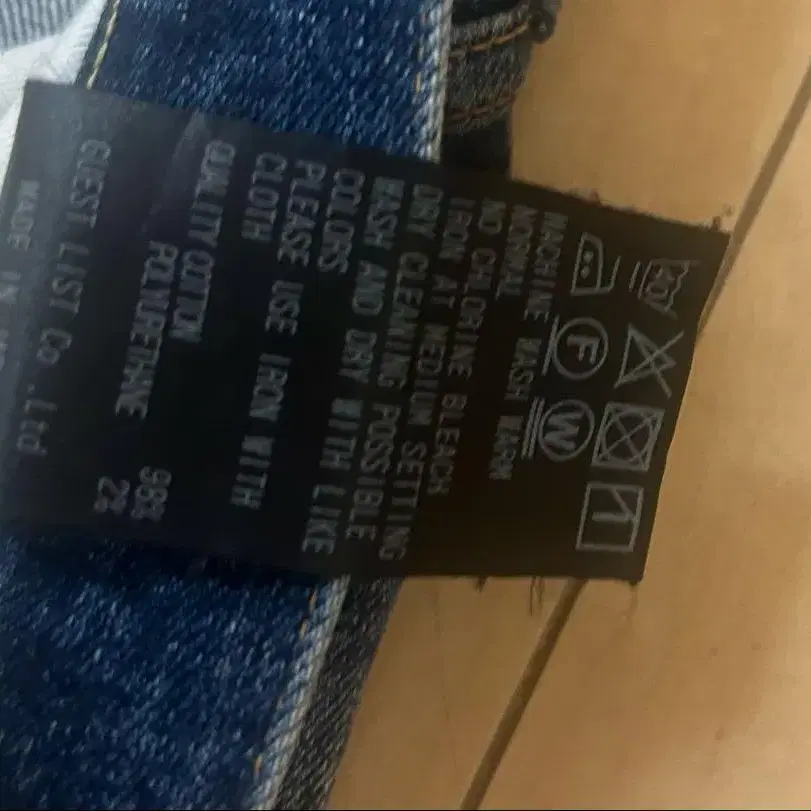 40
F W
MACHINE WASH WARM
NORMAL
NO CHLORINE BLEACH
IRON AT MEDIUM SETTING
DRY CLEANING POSSIBLE
WASH AND DRY WITH LIKE
COLORS
PLEASE USE IRON WITH
CLOTH
QUALITY COTTON 98%
POLYURETHANE 2%
GUEST LIST Co.,Ltd
MADE IN